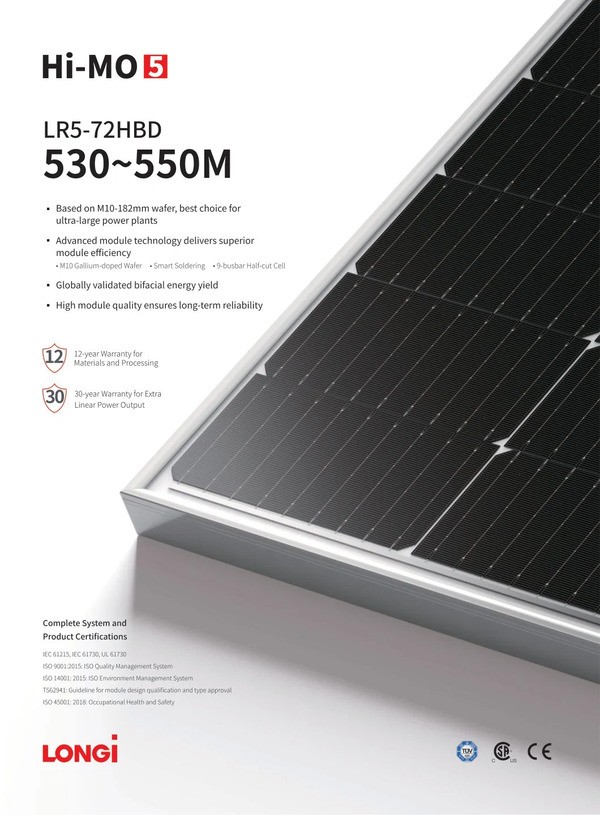 Hi-MO 5
LR5-72HBD
530~550M
• Based on M10-182mm wafer, best choice for
ultra-large power plants
• Advanced module technology delivers superior
module efficiency
• M10 Gallium-doped Wafer • Smart Soldering • 9-busbar Half-cut Cell
• Globally validated bifacial energy yield
• High module quality ensures long-term reliability
12
12-year Warranty for
Materials and Processing
30
30-year Warranty for Extra
Linear Power Output
Complete System and
Product Certifications
IEC 61215, IEC 61730, UL 61730
ISO 9001:2015: ISO Quality Management System
ISO 14001: 2015: ISO Environment Management System
TS62941: Guideline for module design qualification and type approval
ISO 45001: 2018: Occupational Health and Safety
LONGi
TÜV
C SA US
CE